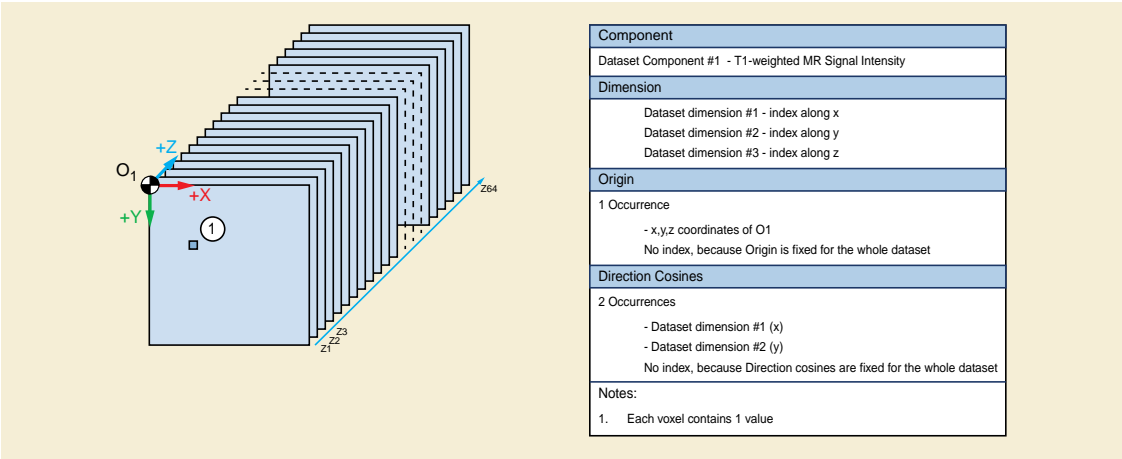 +Z
O1
+X
+Y
1
Z64
Z3
Z2
Z1
Component
Dataset Component #1 - T1-weighted MR Signal Intensity
Dimension
Dataset dimension #1 - index along x
Dataset dimension #2 - index along y
Dataset dimension #3 - index along z
Origin
1 Occurrence
- x,y,z coordinates of O1
No index, because Origin is fixed for the whole dataset
Direction Cosines
2 Occurrences
- Dataset dimension #1 (x)
- Dataset dimension #2 (y)
No index, because Direction cosines are fixed for the whole dataset
Notes:
1. Each voxel contains 1 value